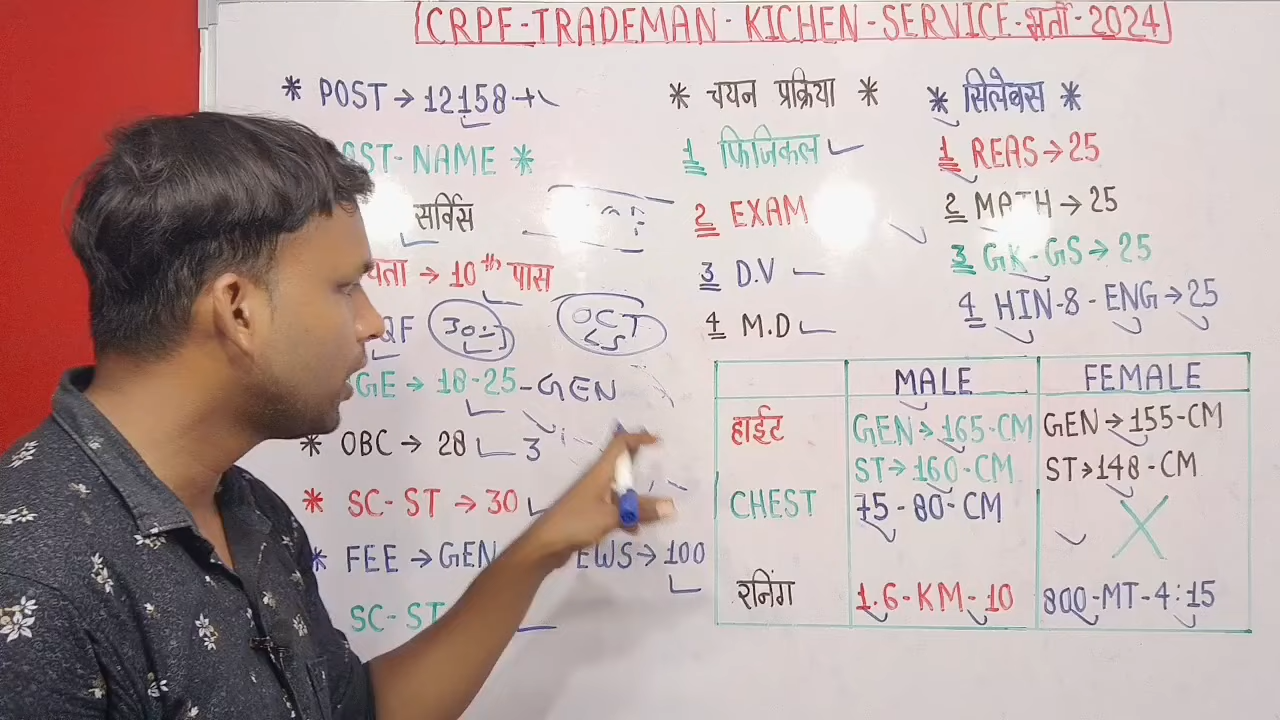 CRPF-TRADEMAN-KICHEN-SERVICE-भर्ती-2024
* POST→12158+
OST-NAME *
सर्विस
यता → 10th पास
QF
OCT
GE → 18-25-GEN
* OBC → 28 3
* SC-ST → 30
* FEE → GEN EWS→100
SC-ST
* चयन प्रक्रिया *
1 फिजिकल
2 EXAM
3 D.V
4 M.D
* सिलेबस *
1 REAS→25
2 MATH→25
3 GK-GS→25
4 HIN-8-ENG→25
MALE FEMALE
हाईट GEN→165-CM GEN→155-CM
ST→160-CM ST→148-CM
CHEST 75-80-CM X
रनिंग 1.6-KM-10 800-MT-4:15